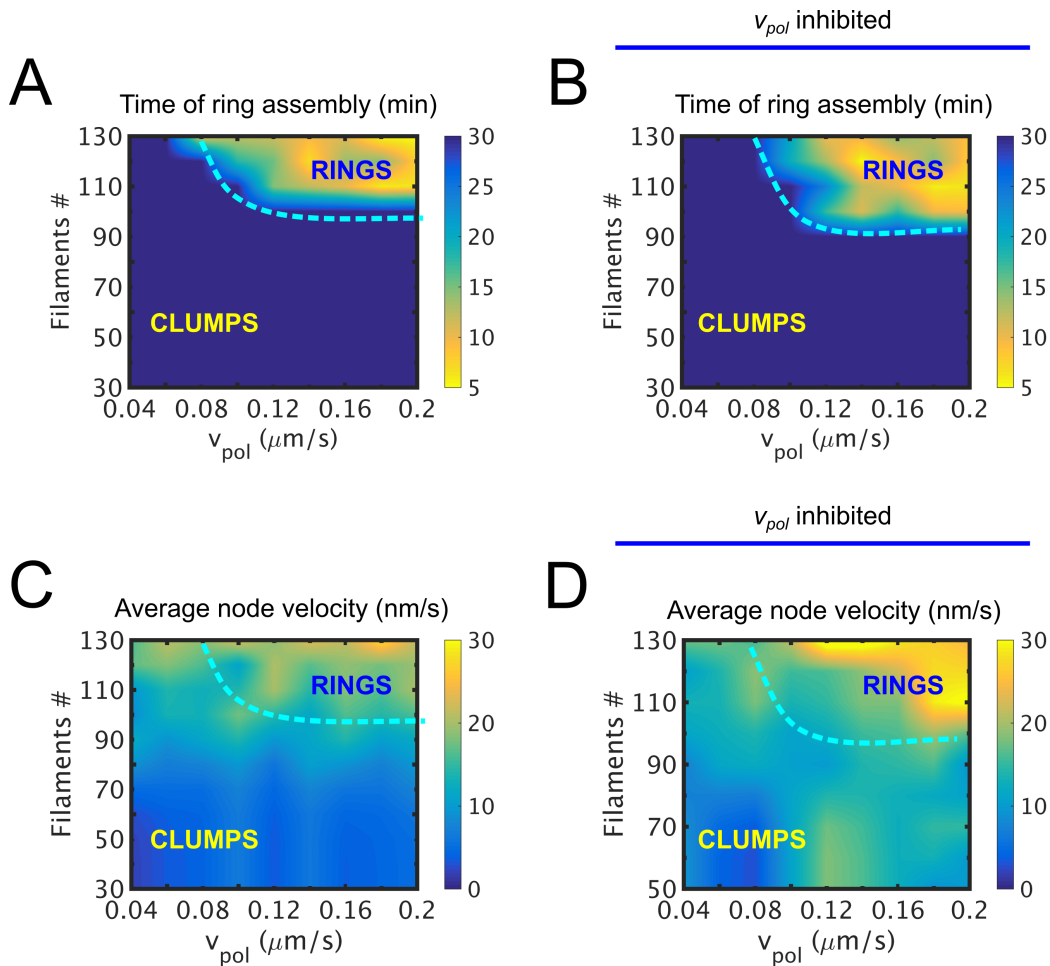 v_pol inhibited
A
B
Time of ring assembly (min)
Time of ring assembly (min)
130
110
90
70
50
30
Filaments #
RINGS
CLUMPS
0.04
0.08
0.12
0.16
0.2
v_pol (μm/s)
30
25
20
15
10
5
130
110
90
70
50
30
Filaments #
RINGS
CLUMPS
0.04
0.08
0.12
0.16
0.2
v_pol (μm/s)
30
25
20
15
10
5
v_pol inhibited
C
D
Average node velocity (nm/s)
Average node velocity (nm/s)
130
110
90
70
50
30
Filaments #
RINGS
CLUMPS
0.04
0.08
0.12
0.16
0.2
v_pol (μm/s)
30
20
10
0
130
110
90
70
50
Filaments #
RINGS
CLUMPS
0.04
0.08
0.12
0.16
0.2
v_pol (μm/s)
30
20
10
0